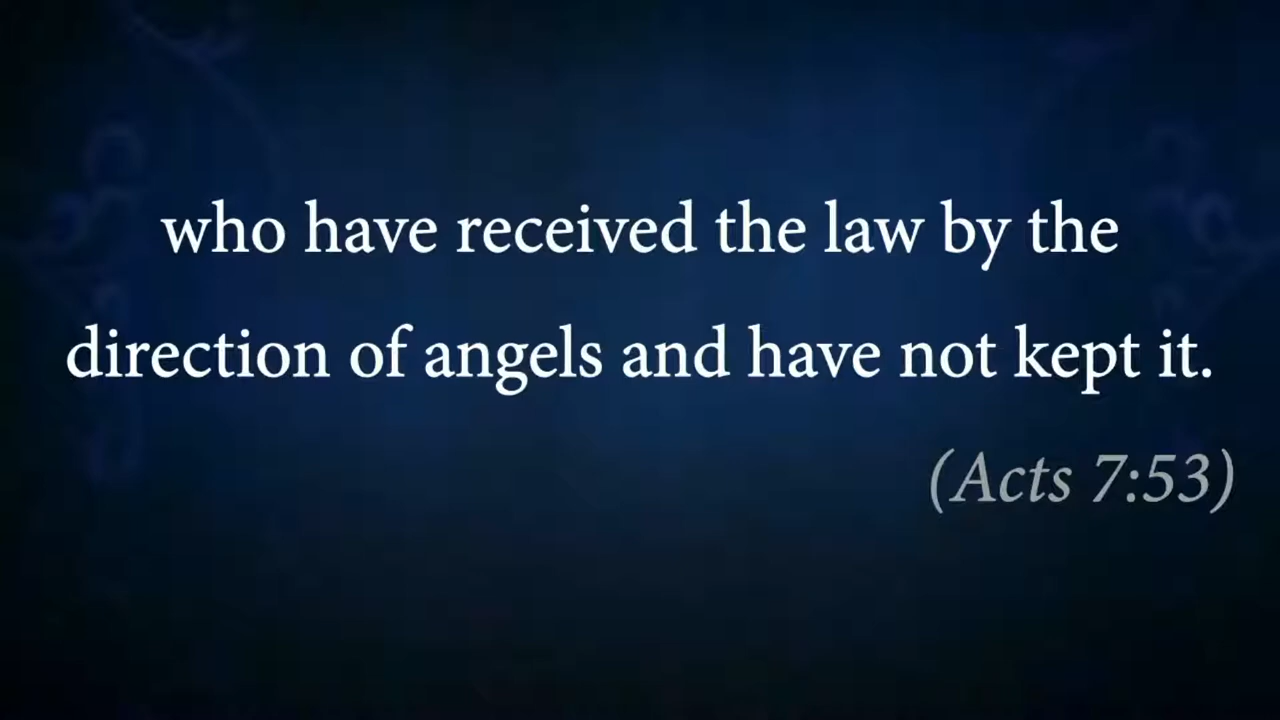 who have received the law by the
direction of angels and have not kept it.
(Acts 7:53)